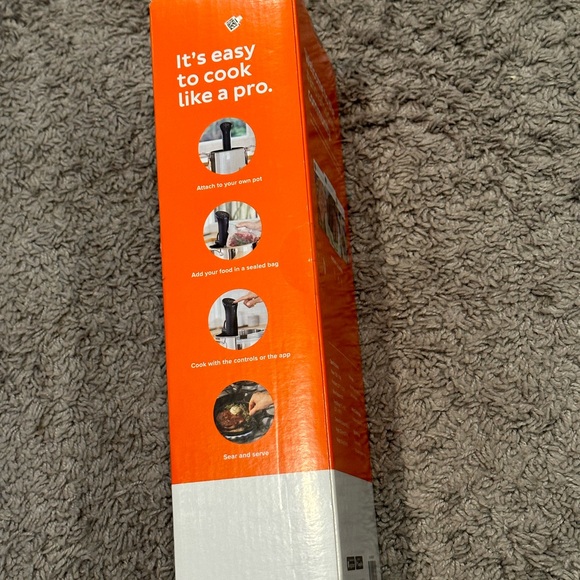 It's easy
to cook
like a pro.
Attach to your own pot
Add your food in a sealed bag
Cook with the controls or the app
Sear and serve